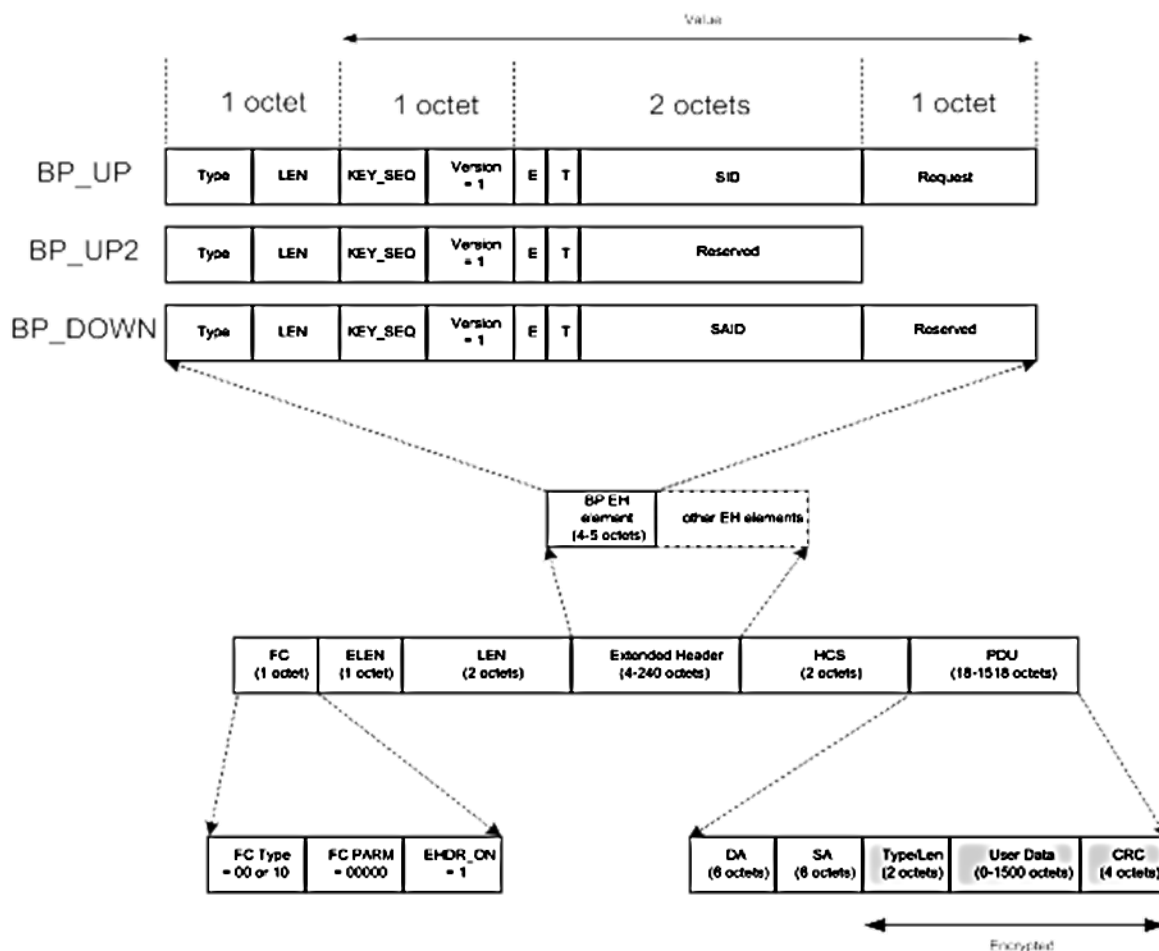 Value
1 octet 1 octet 2 octets 1 octet
BP_UP Type LEN KEY_SEQ Version = 1 E T SID Request
BP_UP2 Type LEN KEY_SEQ Version = 1 E T Reserved
BP_DOWN Type LEN KEY_SEQ Version = 1 E T SAID Reserved
BP EH
element
(4-5 octets)
other EH elements
FC
(1 octet)
ELEN
(1 octet)
LEN
(2 octets)
Extended Header
(4-240 octets)
HCS
(2 octets)
PDU
(18-1518 octets)
FC Type
= 00 or 10
FC PARM
= 00000
EHDR_ON
= 1
DA
(6 octets)
SA
(6 octets)
Type/Len
(2 octets)
User Data
(0-1500 octets)
CRC
(4 octets)
Encrypted